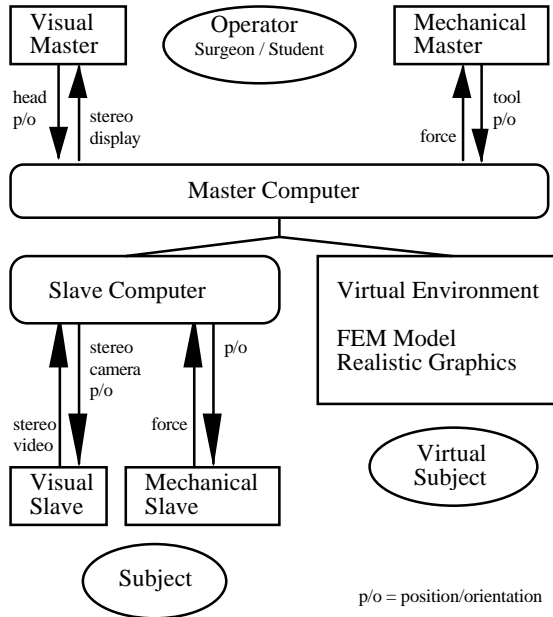 Visual
Master
Operator
Surgeon / Student
Mechanical
Master
head
p/o
stereo
display
force
tool
p/o
Master Computer
Slave Computer
Virtual Environment
FEM Model
Realistic Graphics
stereo
camera
p/o
p/o
stereo
video
force
Visual
Slave
Mechanical
Slave
Virtual
Subject
Subject
p/o = position/orientation